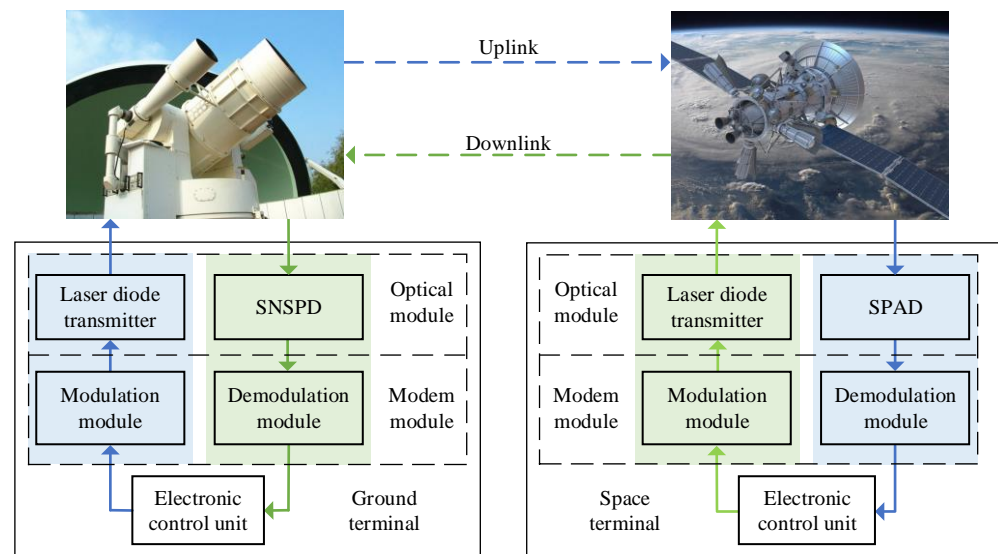 Uplink
Downlink
Laser diode
transmitter
SNSPD
Optical
module
Modulation
module
Demodulation
module
Modem
module
Electronic
control unit
Ground
terminal
Optical
module
Laser diode
transmitter
SPAD
Modem
module
Modulation
module
Demodulation
module
Space
terminal
Electronic
control unit